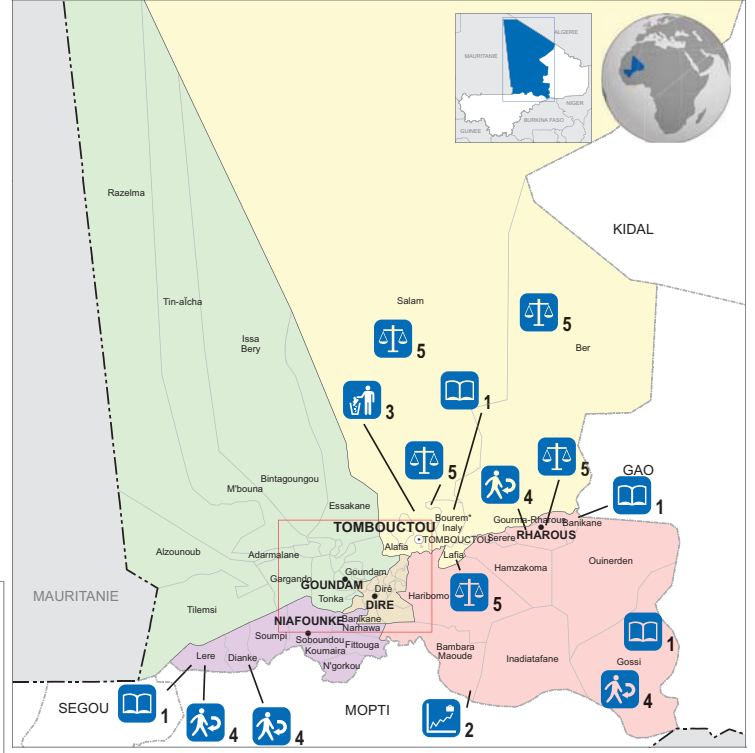 ALGERIE
MAURITANIE
NIGER
BURKINA FASO
GUINEE
Razelma
KIDAL
Tin-aïcha
Salam
5
5
Issa
Bery
Ber
3
1
5
5
GAO
Bintagoungou
M'bouna
4
1
Essakane
Bourem*
Inaly
Gourma-Rharous
Banikane
TOMBOUCTOU
TOMBOUCTOU
Serere
RHAROUS
Alafia
Alzounoub
Adarmalane
Lafia
Ouinerden
Gargando
Goundam
Hamzakoma
GOUNDAM
Diré
Haribomo
5
MAURITANIE
Tonka
DIRE
Tilemsi
NIAFOUNKE
Banikane
Narhawa
Soumpi
Soboundou
Koumaira
Fittouga
1
Lere
Dianke
N'gorkou
Bambara
Maoude
Inadiatafane
Gossi
4
SEGOU
1
4
4
MOPTI
2